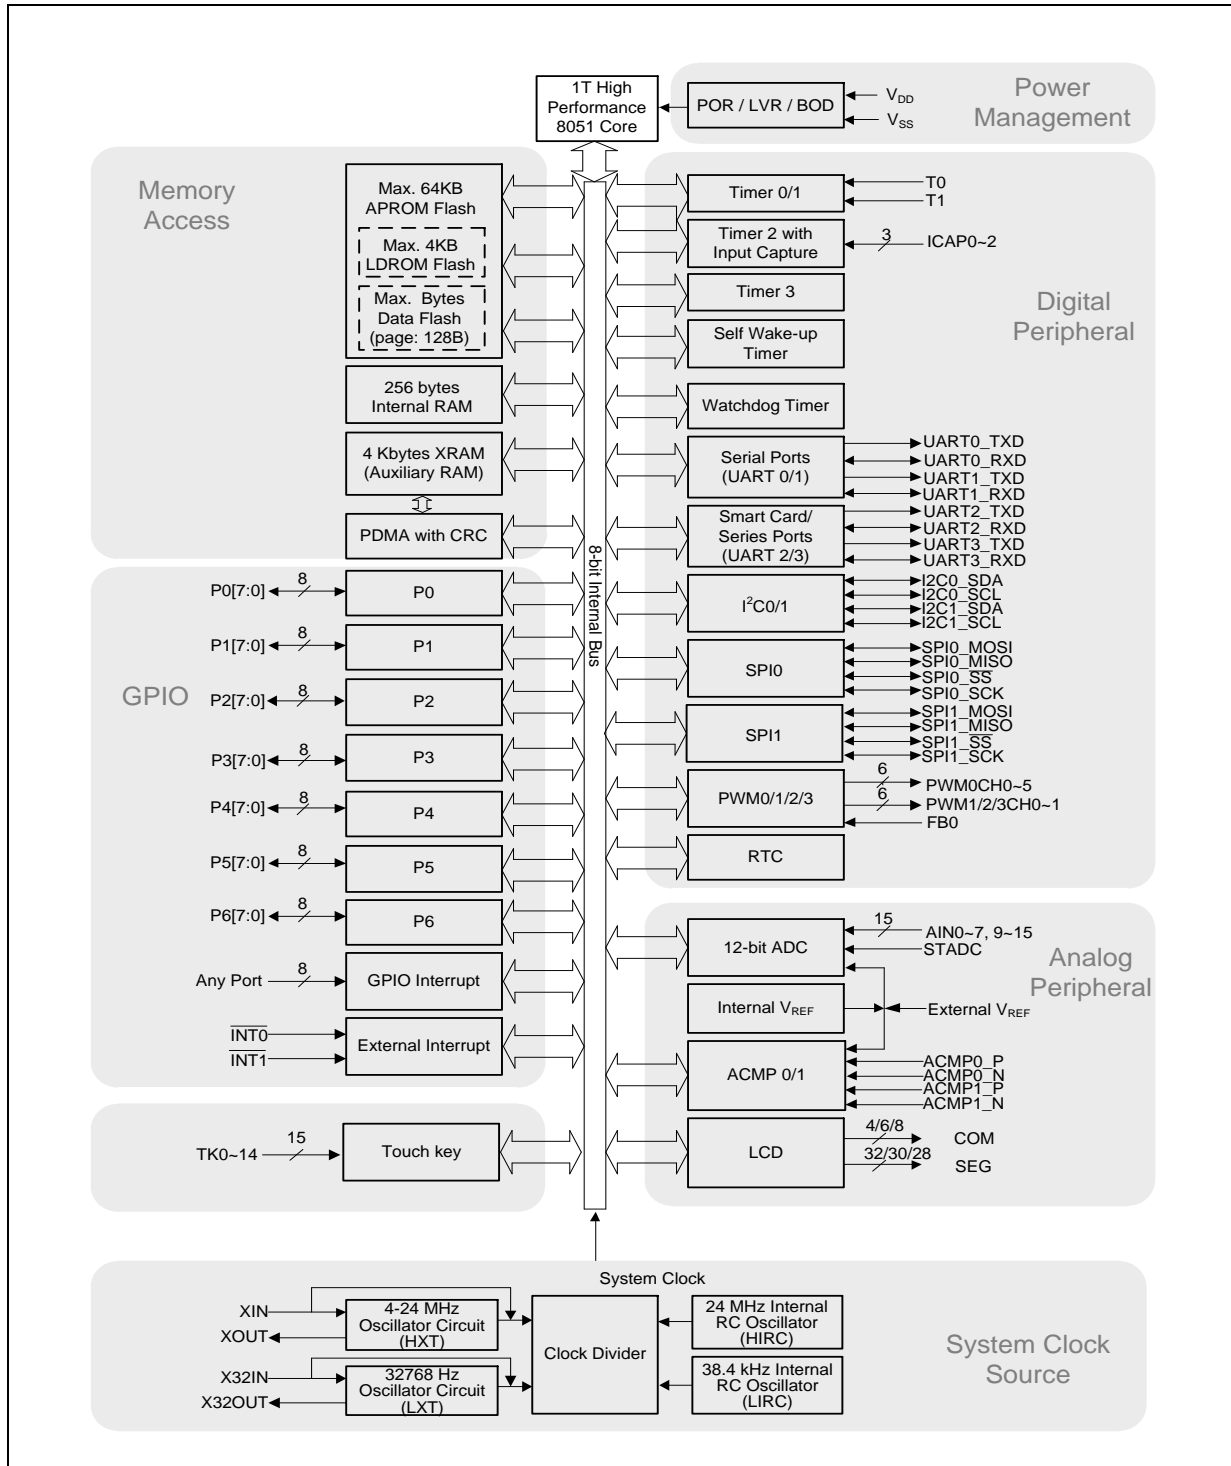 1T High
Performance
8051 Core
POR / LVR / BOD
VDD
VSS
Power
Management
Memory
Access
Max. 64KB
APROM Flash
Max. 4KB
LDROM Flash
Max. Bytes
Data Flash
(page: 128B)
256 bytes
Internal RAM
4 Kbytes XRAM
(Auxiliary RAM)
PDMA with CRC
GPIO
P0[7:0]
8
P0
P1[7:0]
8
P1
P2[7:0]
8
P2
P3[7:0]
8
P3
P4[7:0]
8
P4
P5[7:0]
8
P5
P6[7:0]
8
P6
Any Port
8
GPIO Interrupt
INT0
INT1
External Interrupt
TK0~14
15
Touch key
8-bit Internal Bus
Digital
Peripheral
Timer 0/1
T0
T1
Timer 2 with
Input Capture
3
ICAP0~2
Timer 3
Self Wake-up
Timer
Watchdog Timer
Serial Ports
(UART 0/1)
UART0_TXD
UART0_RXD
UART1_TXD
UART1_RXD
Smart Card/
Series Ports
(UART 2/3)
UART2_TXD
UART2_RXD
UART3_TXD
UART3_RXD
I²C0/1
I2C0_SDA
I2C0_SCL
I2C1_SDA
I2C1_SCL
SPI0
SPI0_MOSI
SPI0_MISO
SPI0_SS
SPI0_SCK
SPI1
SPI1_MOSI
SPI1_MISO
SPI1_SS
SPI1_SCK
PWM0/1/2/3
6
PWM0CH0~5
6
PWM1/2/3CH0~1
FB0
RTC
Analog
Peripheral
12-bit ADC
15
AIN0~7, 9~15
STADC
Internal VREF
External VREF
ACMP 0/1
ACMP0_P
ACMP0_N
ACMP1_P
ACMP1_N
LCD
4/6/8
COM
32/30/28
SEG
System Clock
XIN
XOUT
4-24 MHz
Oscillator Circuit
(HXT)
X32IN
X32OUT
32768 Hz
Oscillator Circuit
(LXT)
Clock Divider
24 MHz Internal
RC Oscillator
(HIRC)
38.4 kHz Internal
RC Oscillator
(LIRC)
System Clock
Source